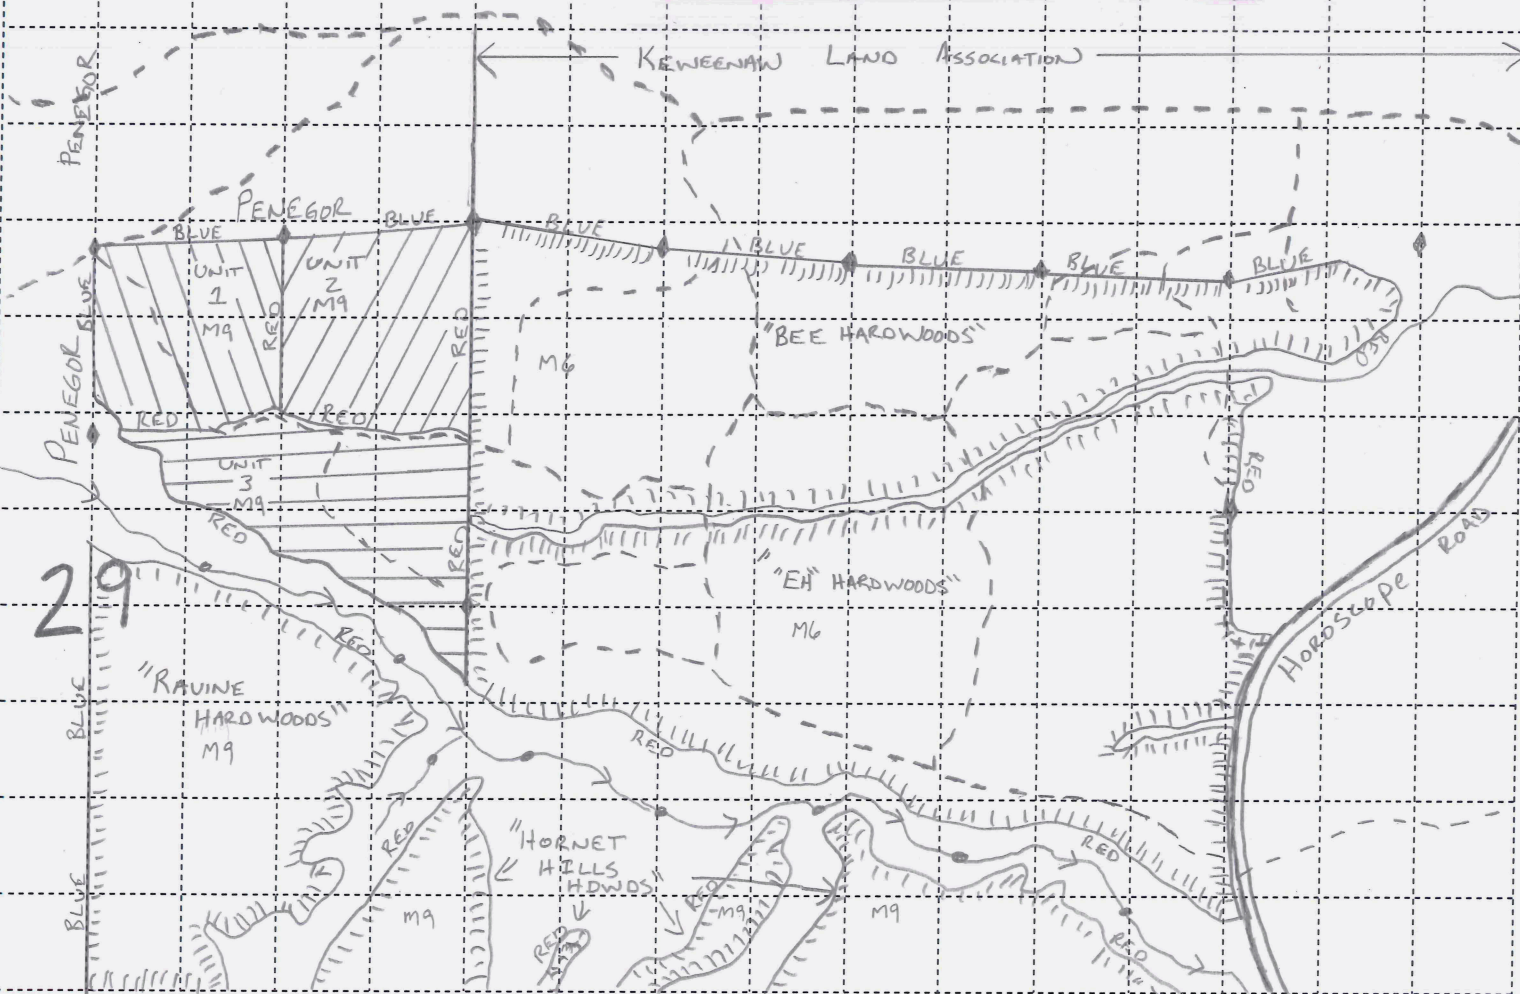 KEWEENAW LAND ASSOCIATION
PENEGOR
PENEGOR
BLUE
BLUE
BLUE
BLUE
BLUE
BLUE
BLUE
UNIT
1
M9
UNIT
2
M9
RED
RED
BLUE
PENEGOR
"BEE HARDWOODS"
M6
RED
RED
UNIT
3
M9
RED
RED
RED
"EH" HARDWOODS"
M6
HOROSCOPE ROAD
29
RED
"RAVINE
HARDWOODS"
M9
BLUE
RED
RED
RED
"HORNET
HILLS
HDWDS"
BLUE
M9
RED
M9
M9
RED
RED